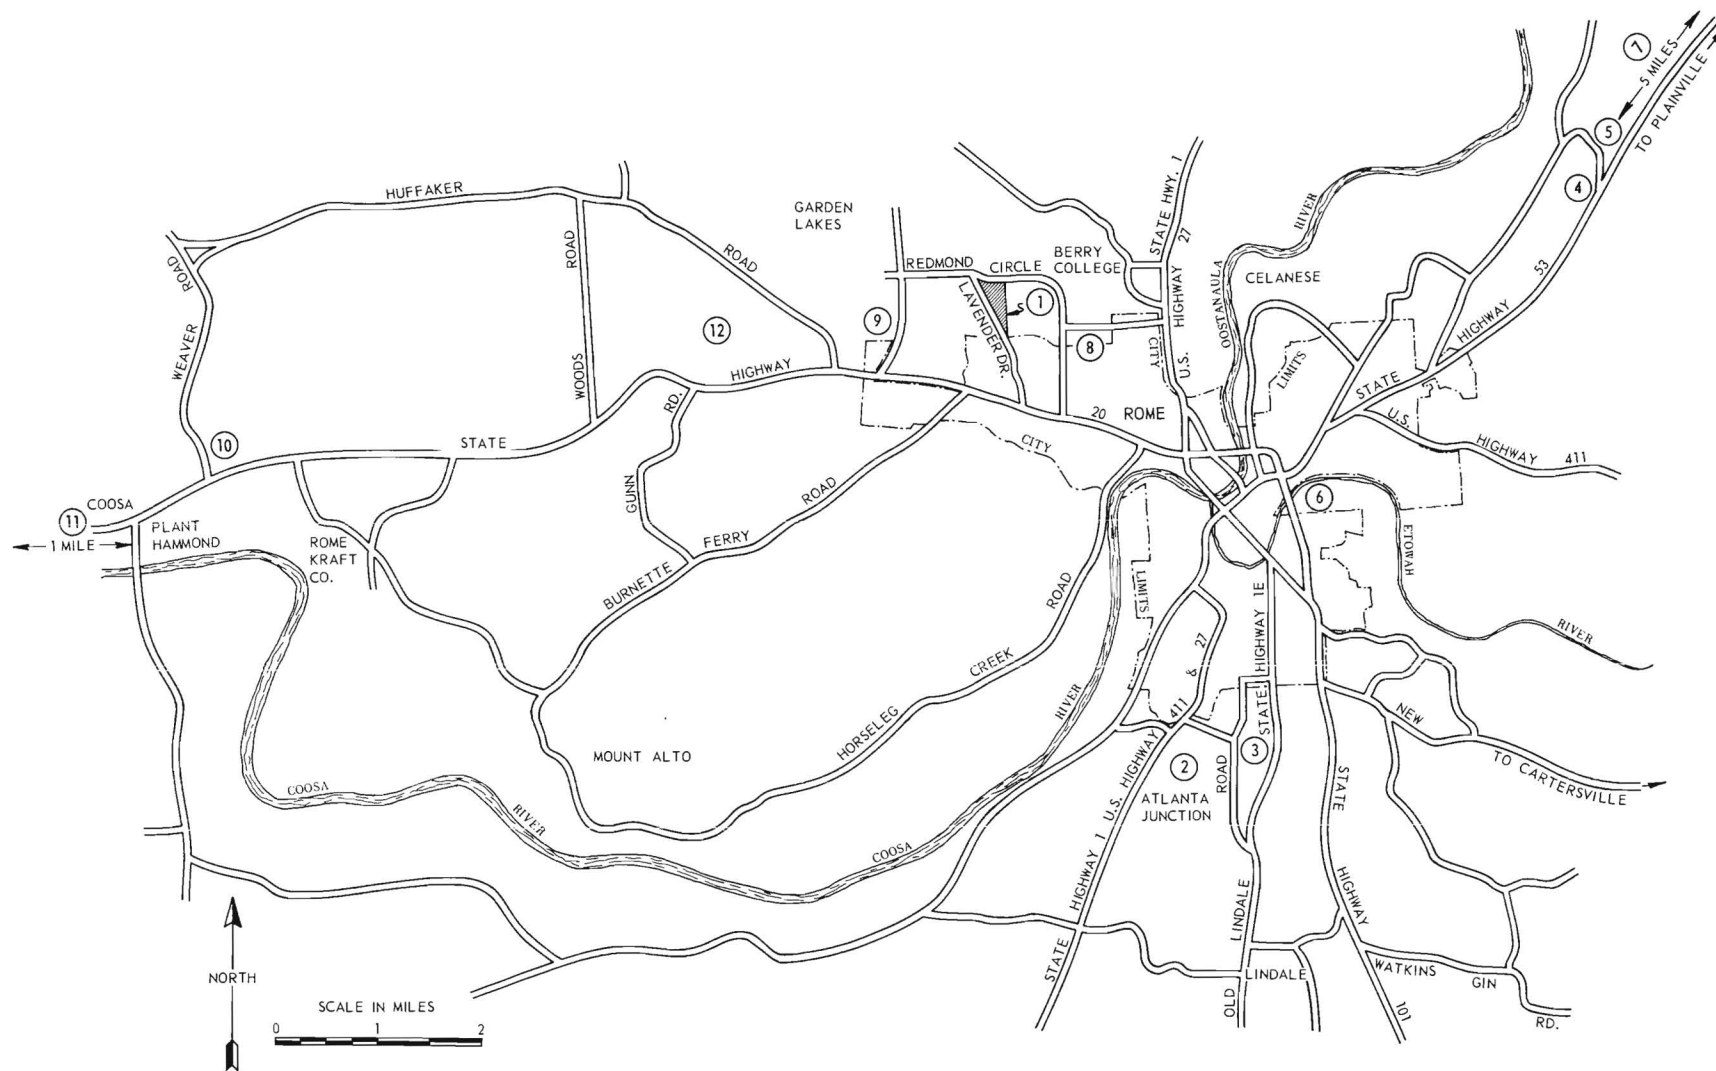 7
5 MILES
TO PLAINVILLE
5
4
HUFFAKER
ROAD
GARDEN
LAKES
STATE HWY. 1
27
HIGHWAY
U.S.
RIVER
OOSTANAULA
BERRY
COLLEGE
REDMOND
CIRCLE
CELANESE
ROAD
WEAVER
ROAD
WOODS
LAVENDER DR.
S
1
53
HIGHWAY
STATE
12
9
8
CITY
LIMITS
HIGHWAY
RD.
GUNN
20
ROME
U.S.
HIGHWAY
411
10
STATE
CITY
LIMITS
ROAD
FERRY
BURNETTE
6
ETOWAH
RIVER
COOSA
11
1 MILE
PLANT
HAMMOND
ROME
KRAFT
CO.
ROAD
CREEK
HORSELEG
HIGHWAY 1E
STATE
27
&
411
RIVER
NEW
TO CARTERSVILLE
MOUNT ALTO
3
2
ROAD
ATLANTA
JUNCTION
U.S. HIGHWAY
HIGHWAY 1
STATE
STATE
HIGHWAY
101
COOSA
RIVER
COOSA
LINDALE
OLD
LINDALE
WATKINS
GIN
RD.
NORTH
SCALE IN MILES
0 1 2